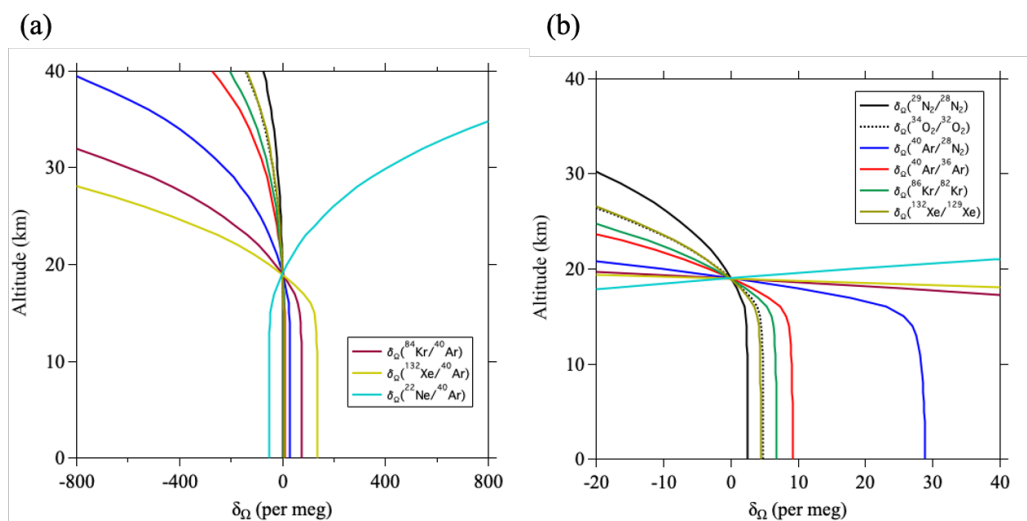 (a)
(b)
40
30
20
10
0
Altitude (km)
δΩ(⁸⁴Kr/⁴⁰Ar)
δΩ(¹³²Xe/⁴⁰Ar)
δΩ(²²Ne/⁴⁰Ar)
-800 -400 0 400 800
δΩ (per meg)
40
30
20
10
0
Altitude (km)
δΩ(²⁹N₂/²⁸N₂)
δΩ(³⁴O₂/³²O₂)
δΩ(⁴⁰Ar/²⁸N₂)
δΩ(⁴⁰Ar/³⁶Ar)
δΩ(⁸⁶Kr/⁸²Kr)
δΩ(¹³²Xe/¹²⁹Xe)
-20 -10 0 10 20 30 40
δΩ (per meg)